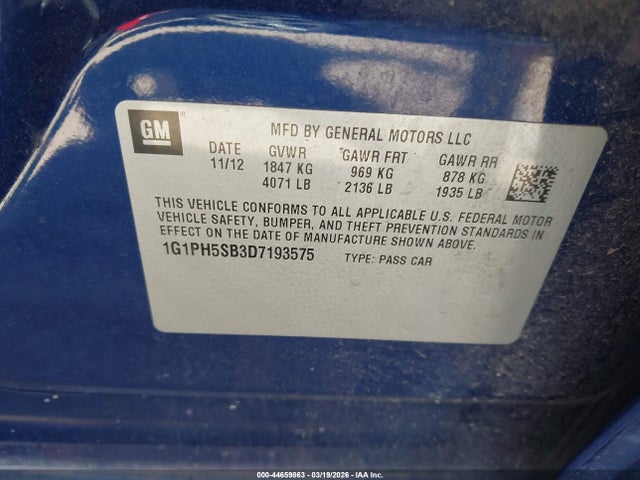 GM
MFD BY GENERAL MOTORS LLC
DATE GVWR GAWR FRT GAWR RR
11/12 1847 KG 969 KG 878 KG
4071 LB 2136 LB 1935 LB
THIS VEHICLE CONFORMS TO ALL APPLICABLE U.S. FEDERAL MOTOR
VEHICLE SAFETY, BUMPER, AND THEFT PREVENTION STANDARDS IN
EFFECT ON THE DATE OF MANUFACTURE SHOWN ABOVE.
1G1PH5SB3D7193575 TYPE: PASS CAR
000-44659863 - 03/19/2026 - IAA Inc.